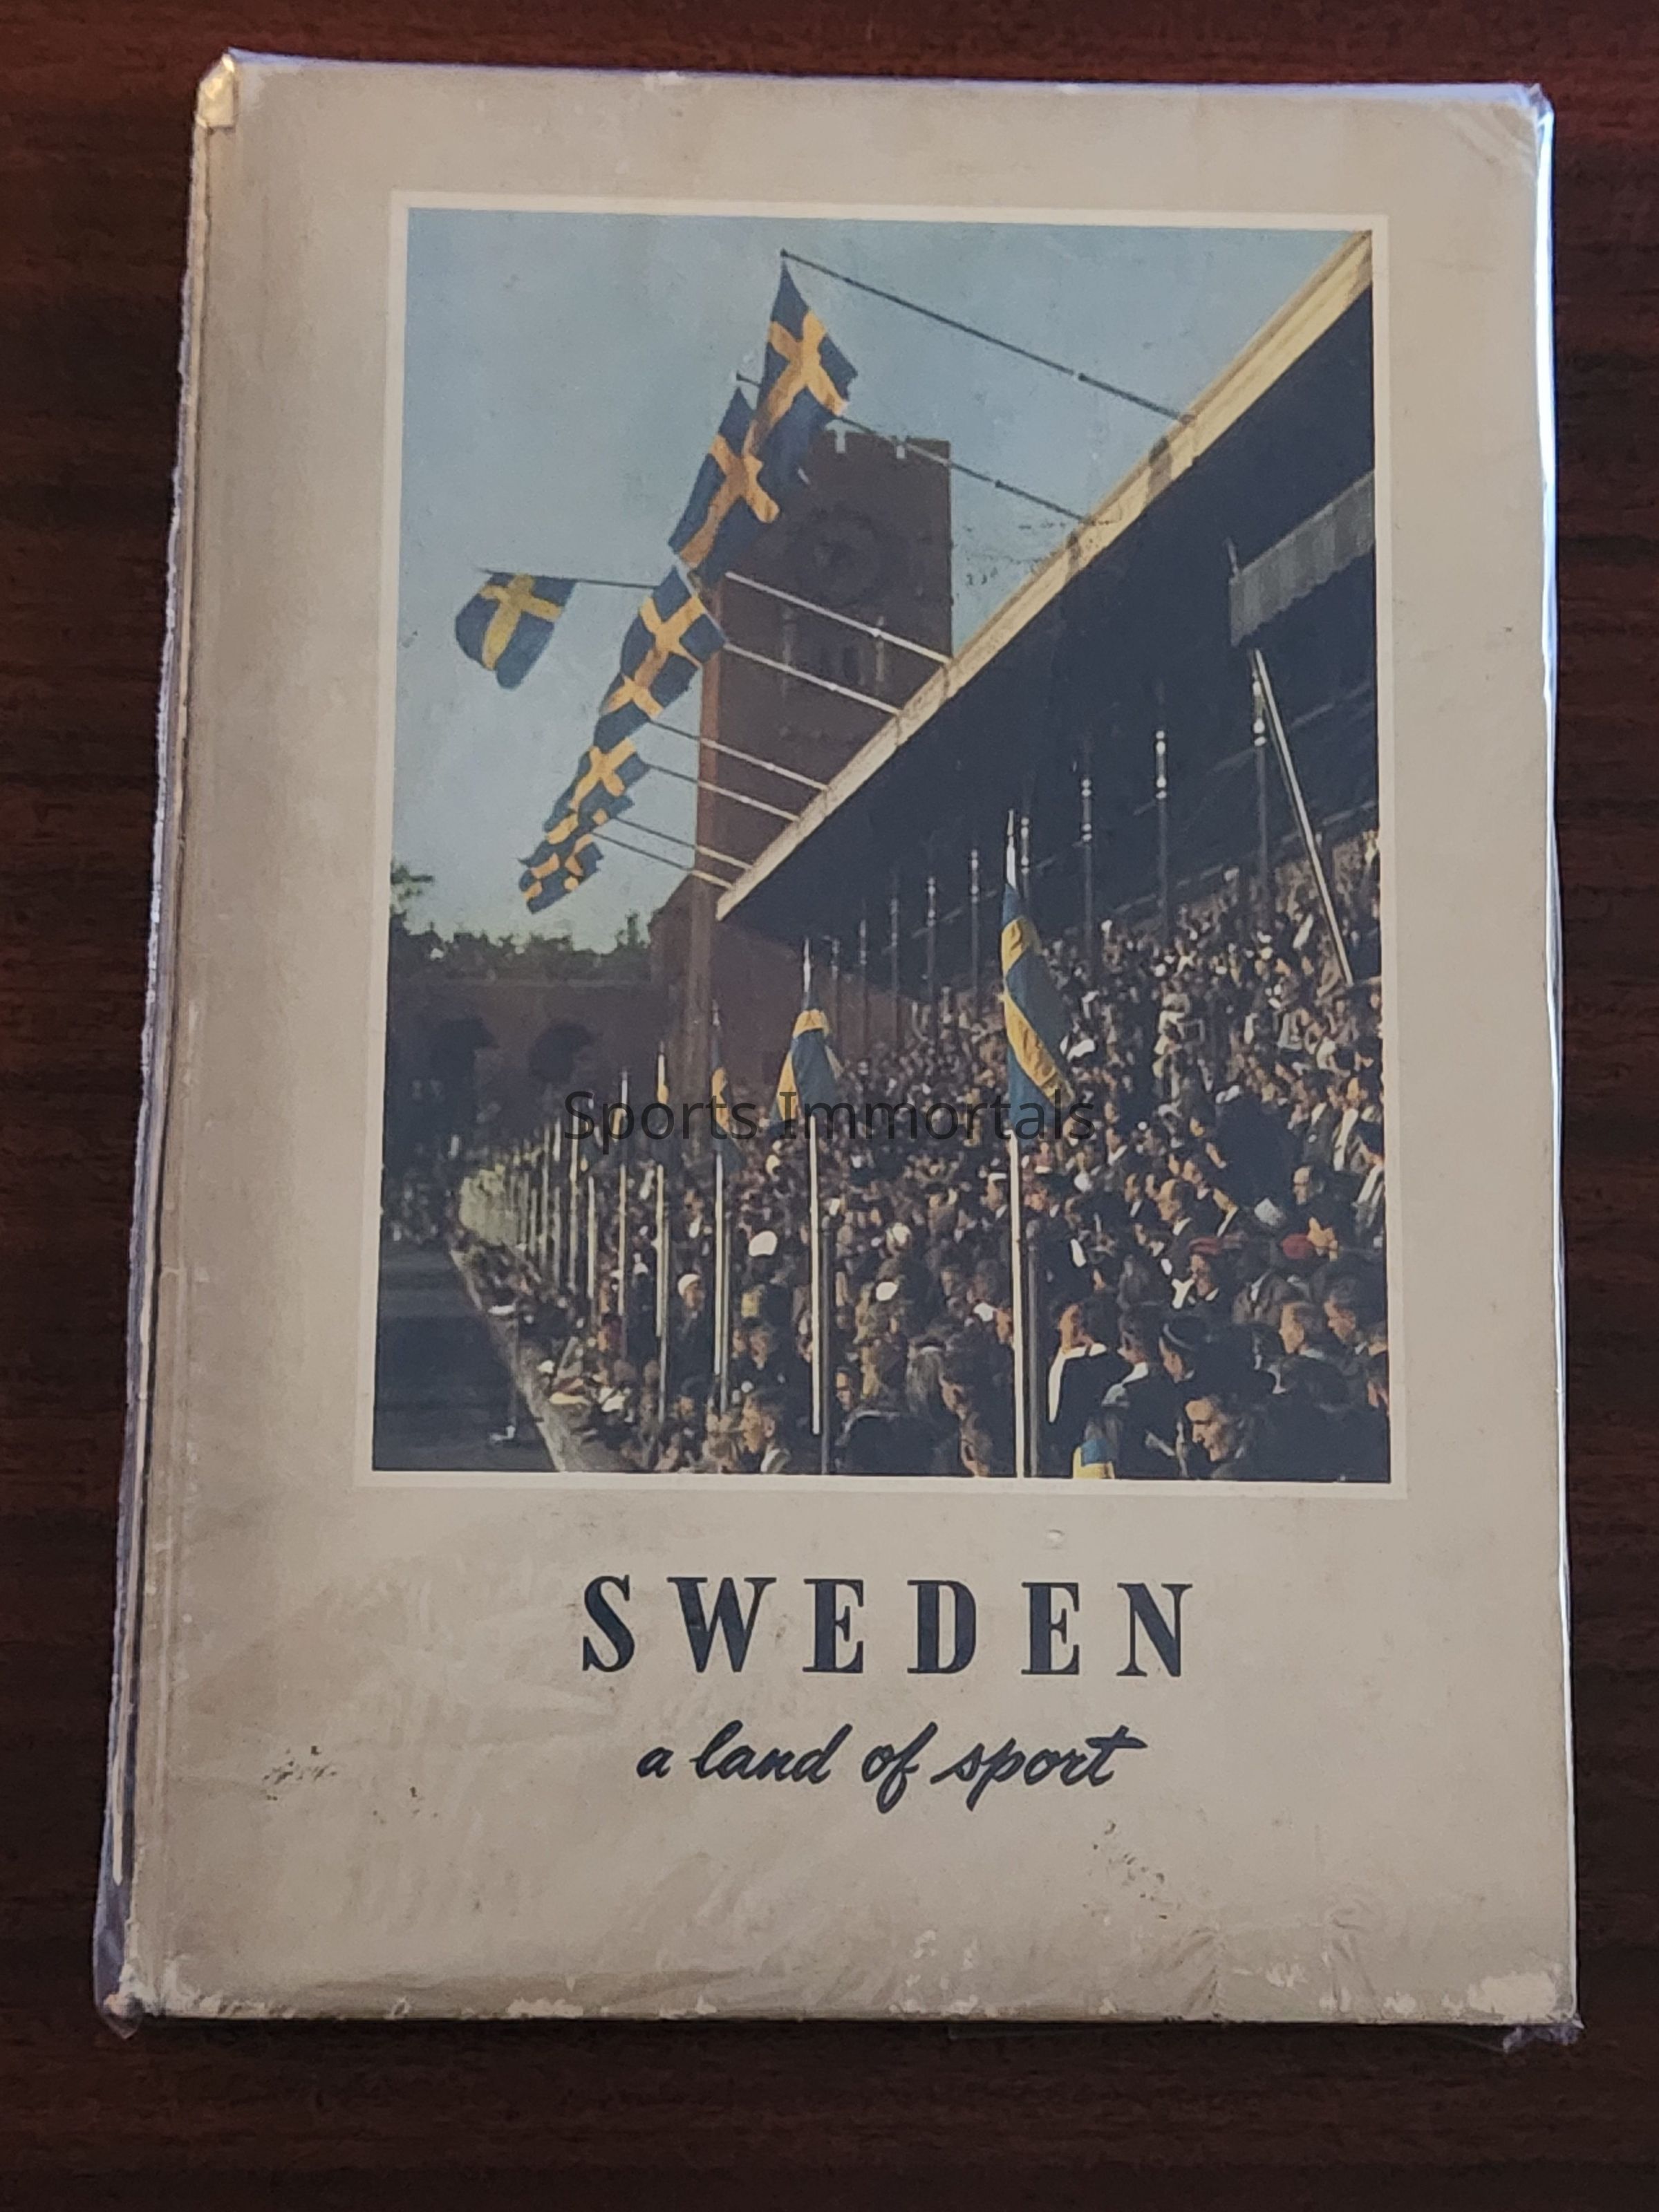 Sports Immortals
SWEDEN
a land of sport